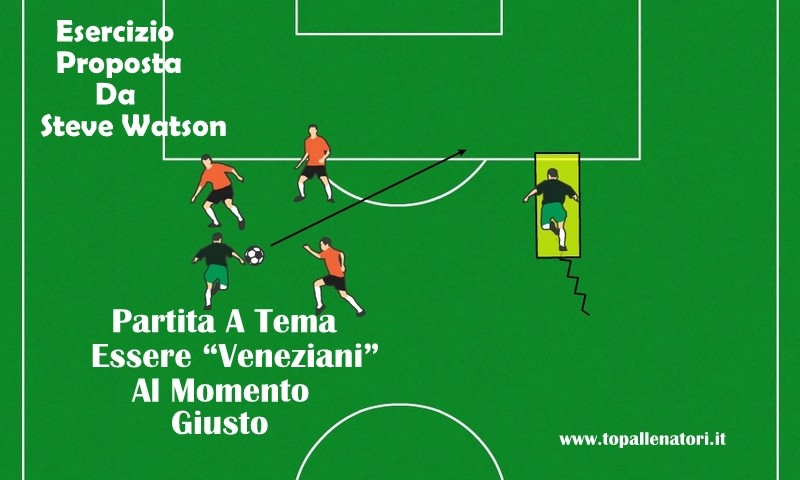 Esercizio
Proposta
Da
Steve Watson
Partita A Tema
Essere “Veneziani”
Al Momento
Giusto
www.topallenatori.it